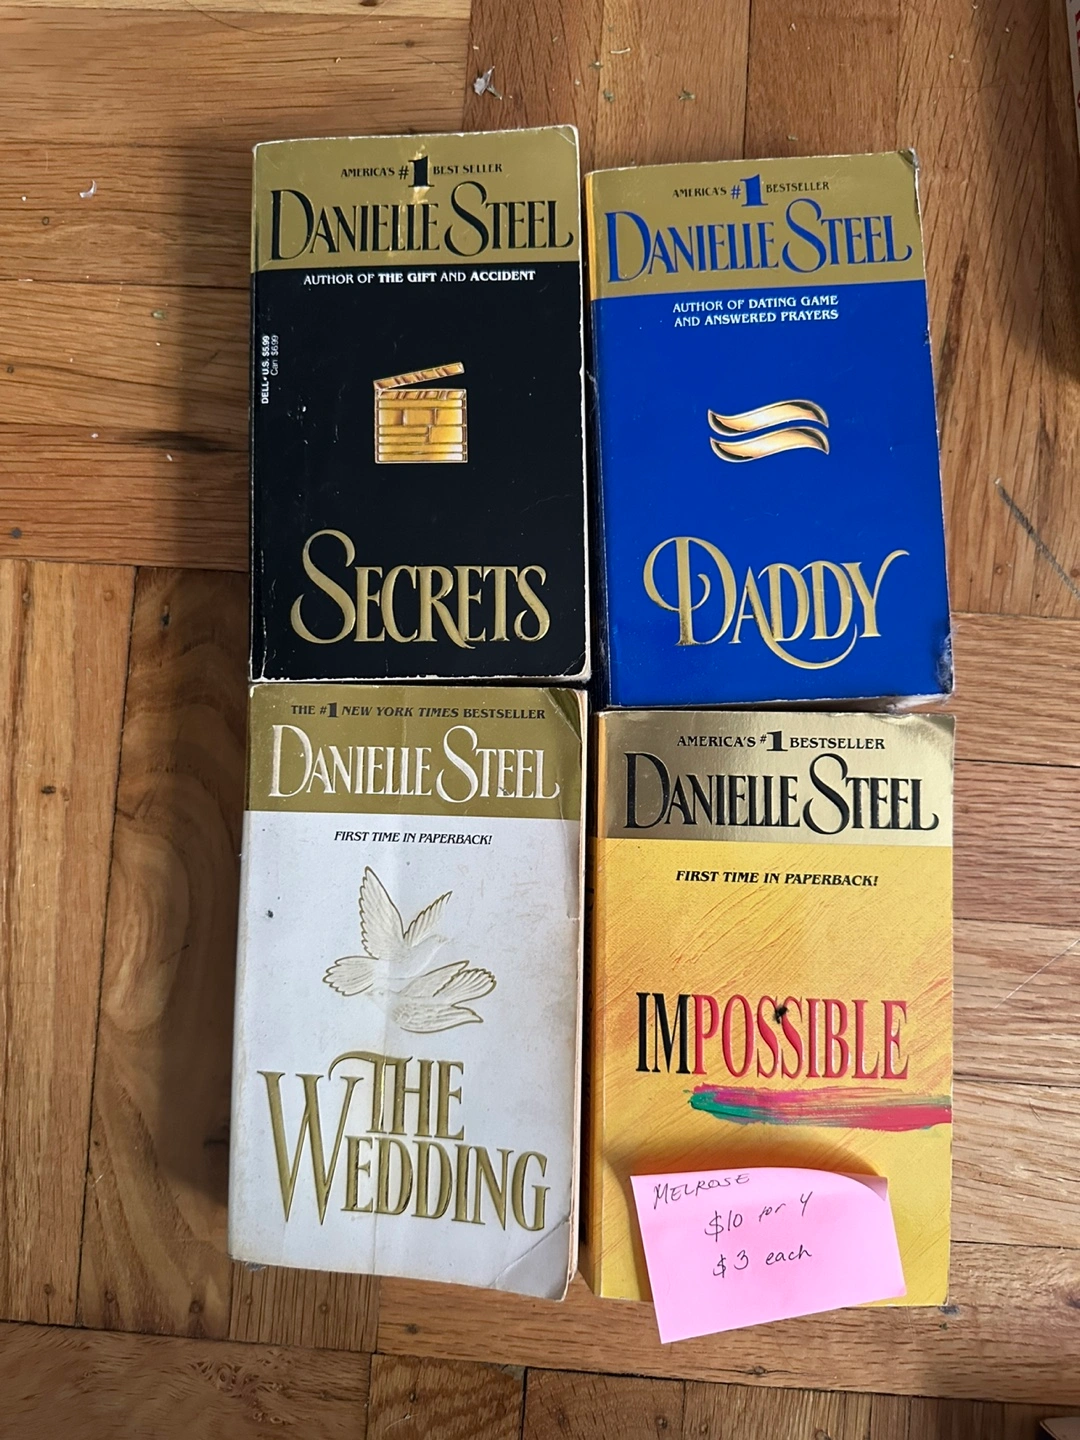 AMERICA'S #1 BEST SELLER
DANIELLE STEEL
AUTHOR OF THE GIFT AND ACCIDENT
DELL • U.S. $5.99
Can. $6.99
SECRETS
AMERICA'S #1 BESTSELLER
DANIELLE STEEL
AUTHOR OF DATING GAME
AND ANSWERED PRAYERS
DADDY
THE #1 NEW YORK TIMES BESTSELLER
DANIELLE STEEL
FIRST TIME IN PAPERBACK!
THE
WEDDING
AMERICA'S #1 BESTSELLER
DANIELLE STEEL
FIRST TIME IN PAPERBACK!
IMPOSSIBLE
MELROSE
$10 for 4
$3 each